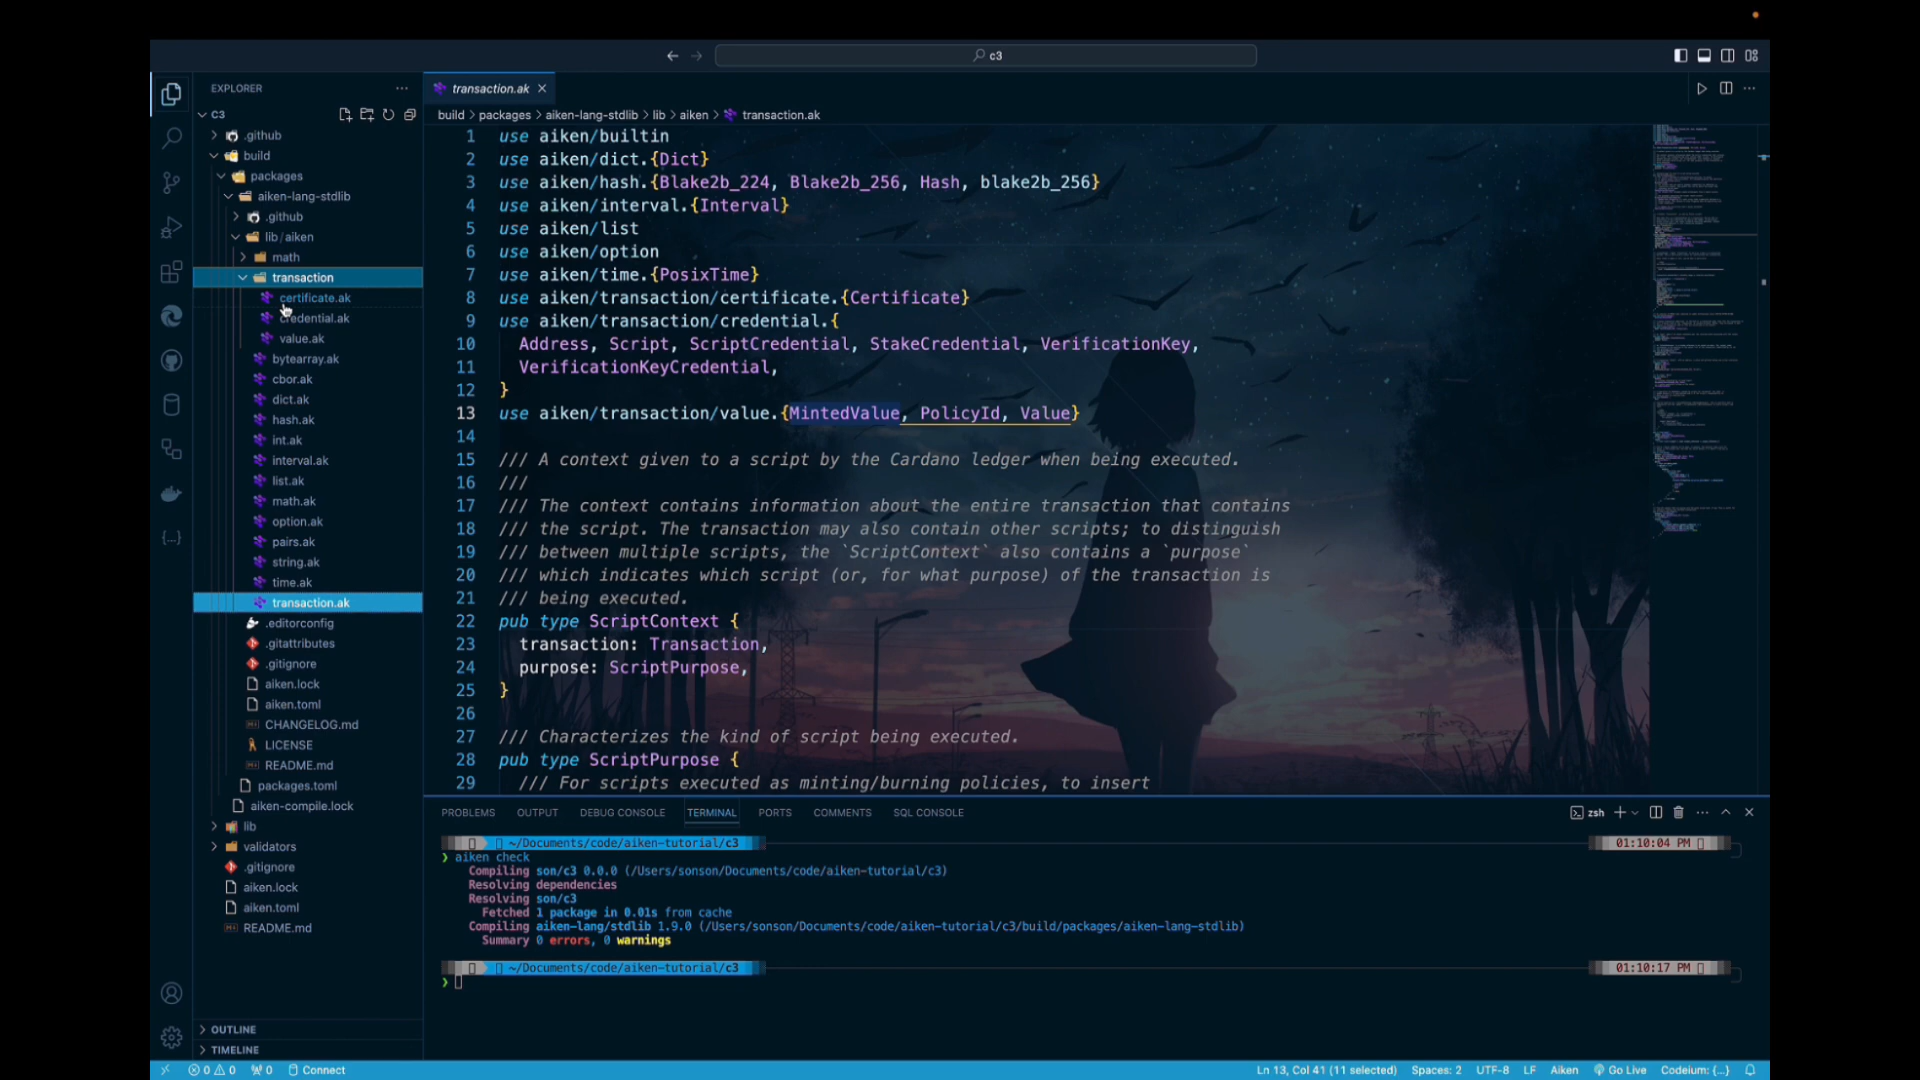 c3
EXPLORER
transcription.ak
C3
.github
build
packages
aiken-lang-stdlib
.github
lib/aiken
math
transaction
certificate.ak
credential.ak
value.ak
bytearray.ak
cbor.ak
dict.ak
hash.ak
int.ak
interval.ak
list.ak
math.ak
option.ak
pairs.ak
string.ak
time.ak
transaction.ak
.editorconfig
.gitattributes
.gitignore
aiken.lock
aiken.toml
CHANGELOG.md
LICENSE
README.md
packages.toml
aiken-compile.lock
lib
validators
.gitignore
aiken.lock
aiken.toml
README.md
OUTLINE
TIMELINE
transaction.ak
build > packages > aiken-lang-stdlib > lib > aiken > transaction.ak
1 use aiken/builtin
2 use aiken/dict.{Dict}
3 use aiken/hash.{Blake2b_224, Blake2b_256, Hash, blake2b_256}
4 use aiken/interval.{Interval}
5 use aiken/list
6 use aiken/option
7 use aiken/time.{PosixTime}
8 use aiken/transaction/certificate.{Certificate}
9 use aiken/transaction/credential.{
10 Address, Script, ScriptCredential, StakeCredential, VerificationKey,
11 VerificationKeyCredential,
12 }
13 use aiken/transaction/value.{MintedValue, PolicyId, Value}
14
15 /// A context given to a script by the Cardano ledger when being executed.
16 ///
17 /// The context contains information about the entire transaction that contains
18 /// the script. The transaction may also contain other scripts; to distinguish
19 /// between multiple scripts, the `ScriptContext` also contains a `purpose`
20 /// which indicates which script (or, for what purpose) of the transaction is
21 /// being executed.
22 pub type ScriptContext {
23 transaction: Transaction,
24 purpose: ScriptPurpose,
25 }
26
27 /// Characterizes the kind of script being executed.
28 pub type ScriptPurpose {
29 /// For scripts executed as minting/burning policies, to insert
PROBLEMS OUTPUT DEBUG CONSOLE TERMINAL PORTS COMMENTS SQL CONSOLE zsh
~/Documents/code/aiken-tutorial/c3 01:10:04 PM
❯ aiken check
Compiling son/c3 0.0.0 (/Users/sonson/Documents/code/aiken-tutorial/c3)
Resolving dependencies
Resolving son/c3
Fetched 1 package in 0.01s from cache
Compiling aiken-lang/stdlib 1.9.0 (/Users/sonson/Documents/code/aiken-tutorial/c3/build/packages/aiken-lang-stdlib)
Summary 0 errors, 0 warnings
~/Documents/code/aiken-tutorial/c3 01:10:17 PM
❯
0 0 0 Connect Ln 13, Col 41 (11 selected) Spaces: 2 UTF-8 LF Aiken Go Live Codeium: {...}